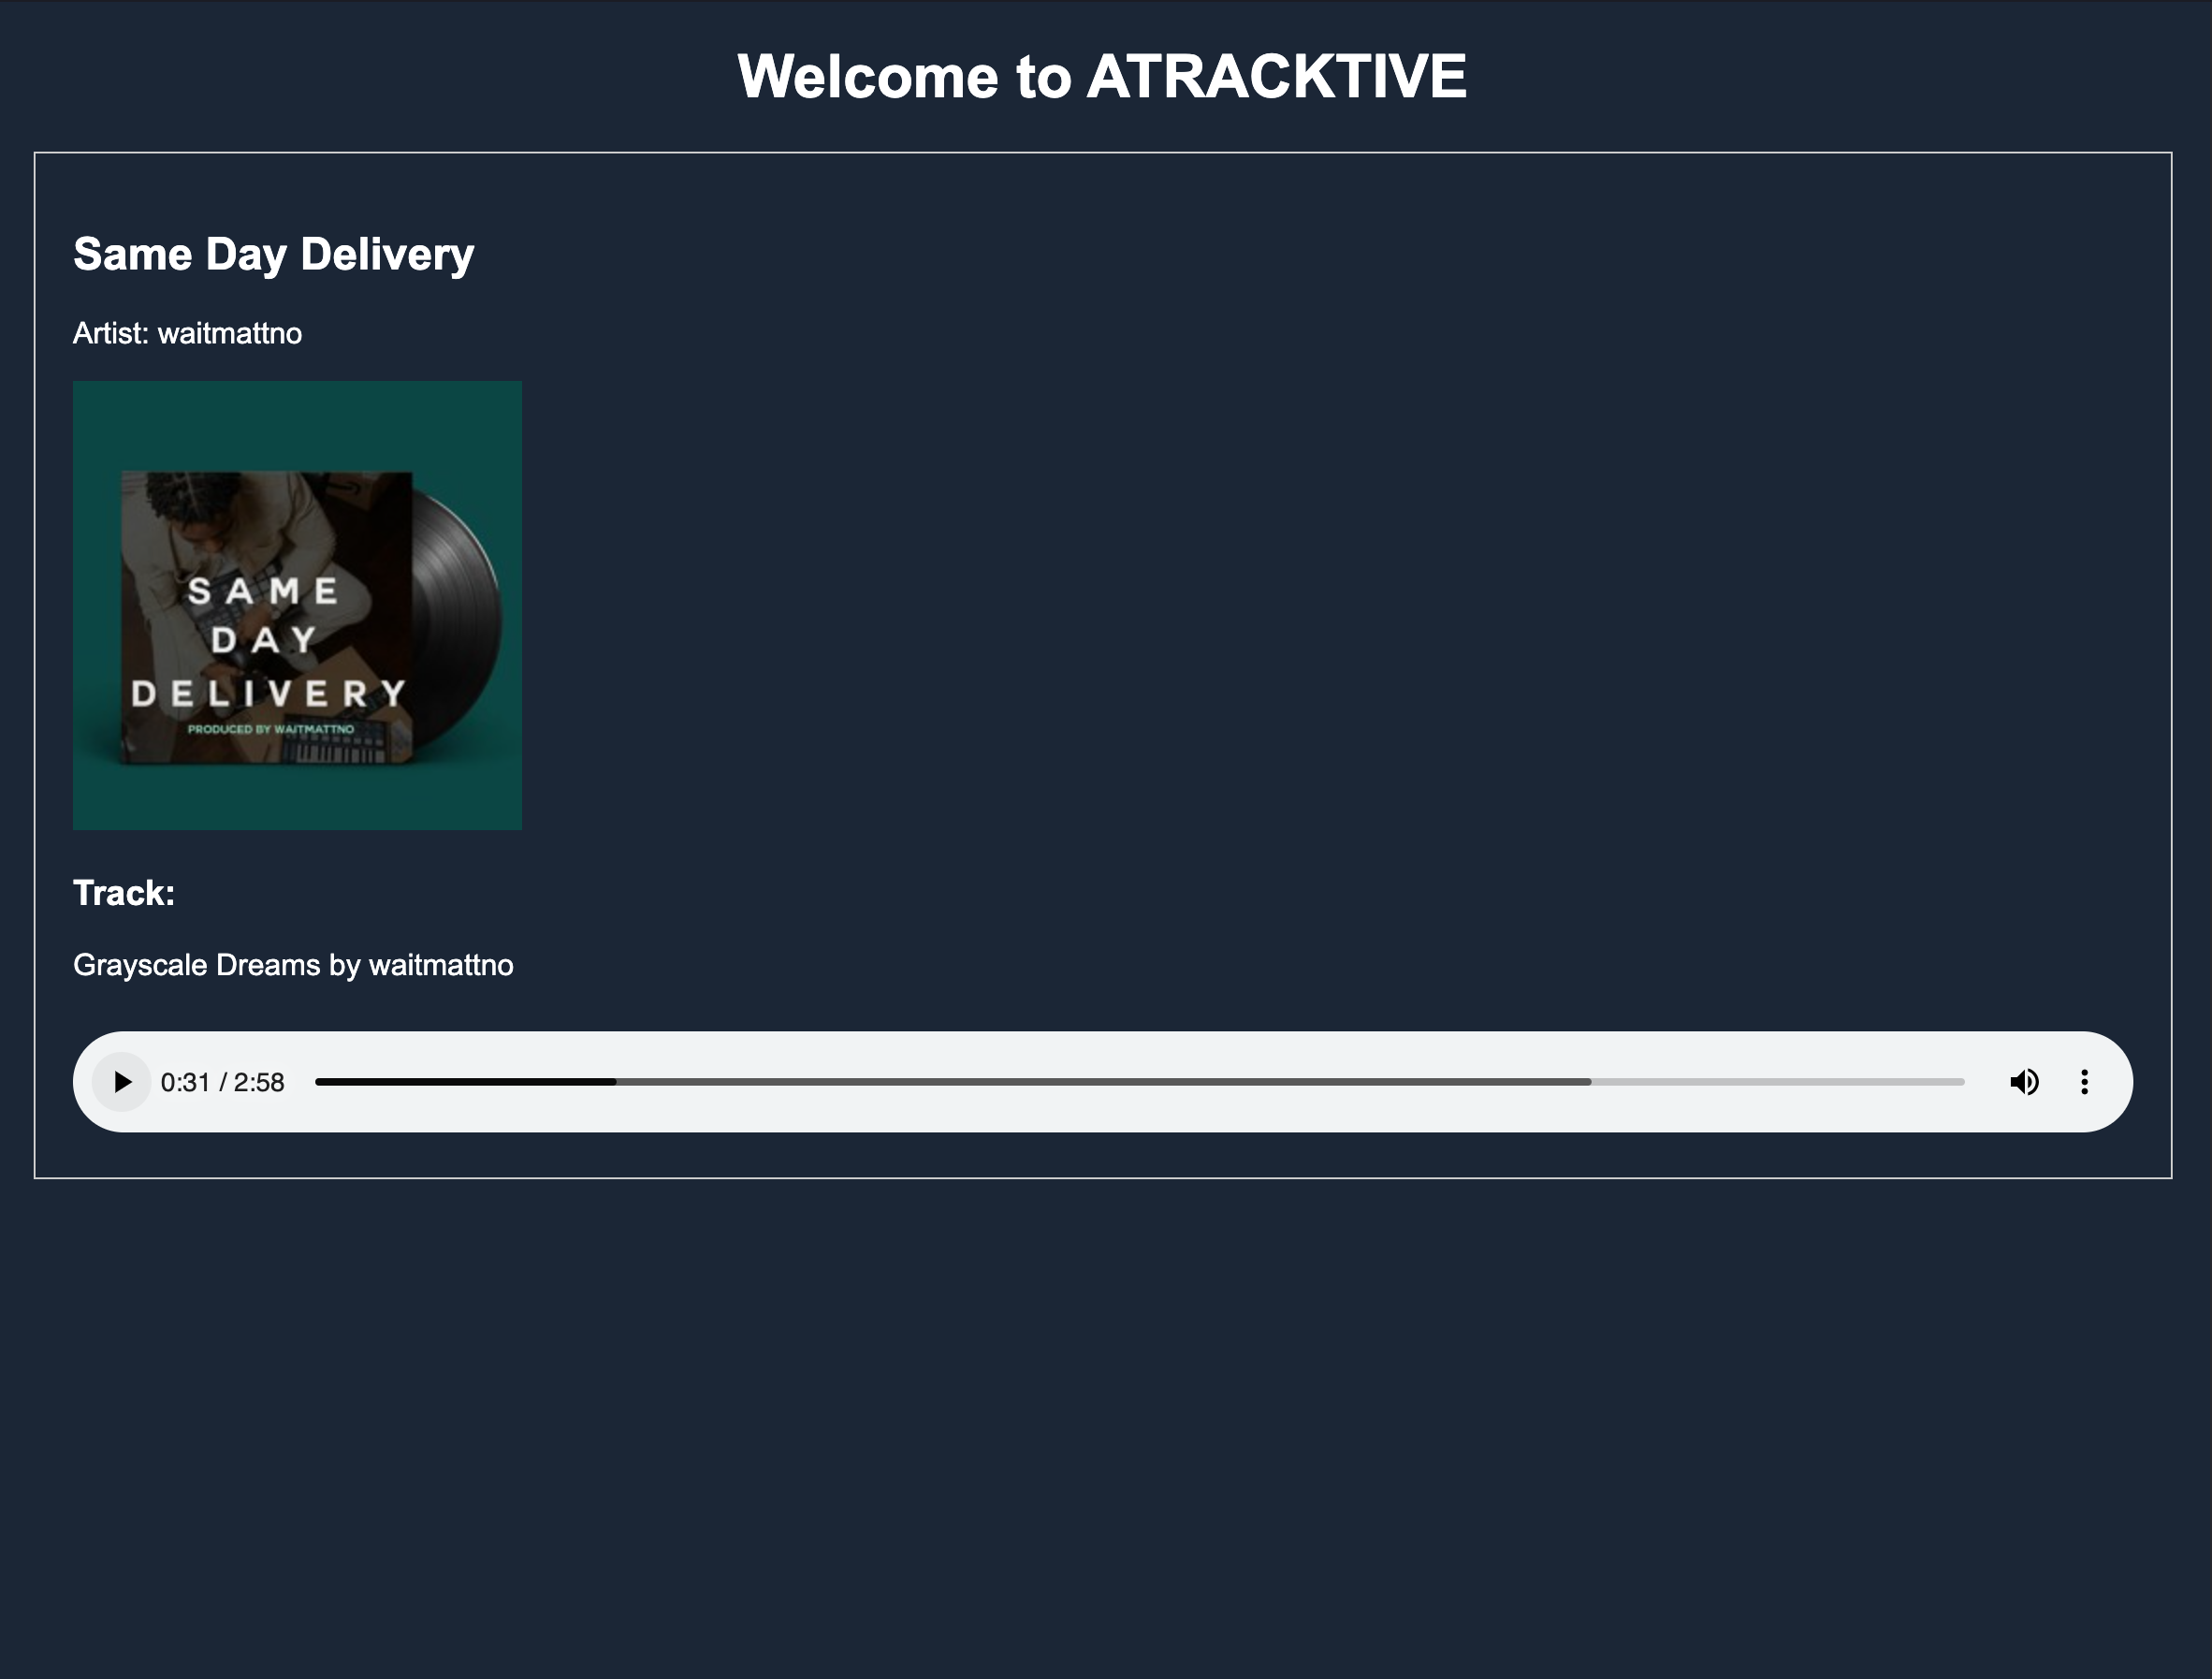 Welcome to ATRACKTIVE
Same Day Delivery
Artist: waitmattno
SAME
DAY
DELIVERY
PRODUCED BY WAITMATTNO
Track:
Grayscale Dreams by waitmattno
0:31 / 2:58